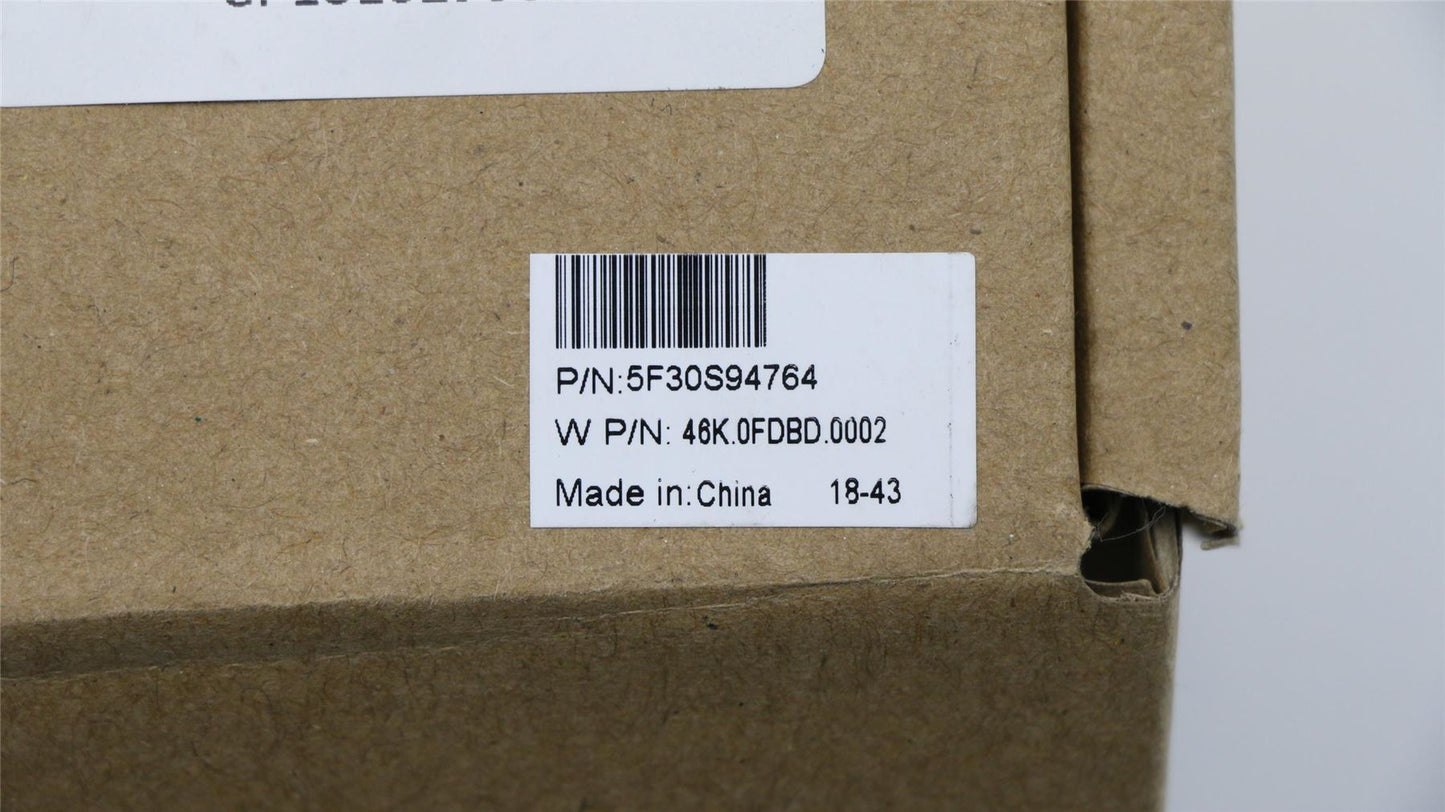 P/N:5F30S94764
W P/N: 46K.0FDBD.0002
Made in:China 18-43